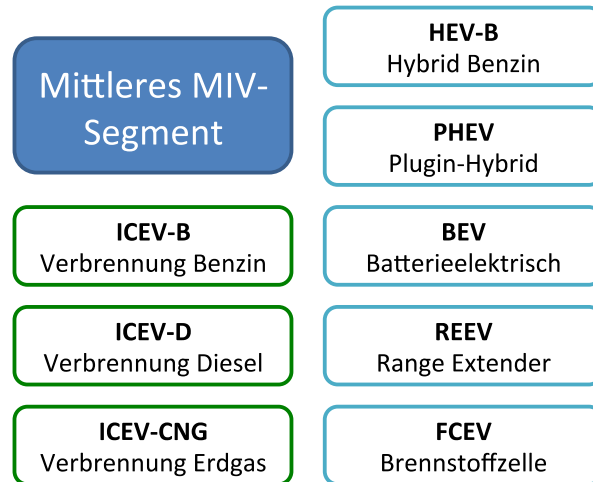 Mittleres MIV-
Segment
ICEV-B
Verbrennung Benzin
ICEV-D
Verbrennung Diesel
ICEV-CNG
Verbrennung Erdgas
HEV-B
Hybrid Benzin
PHEV
Plugin-Hybrid
BEV
Batterieelektrisch
REEV
Range Extender
FCEV
Brennstoffzelle